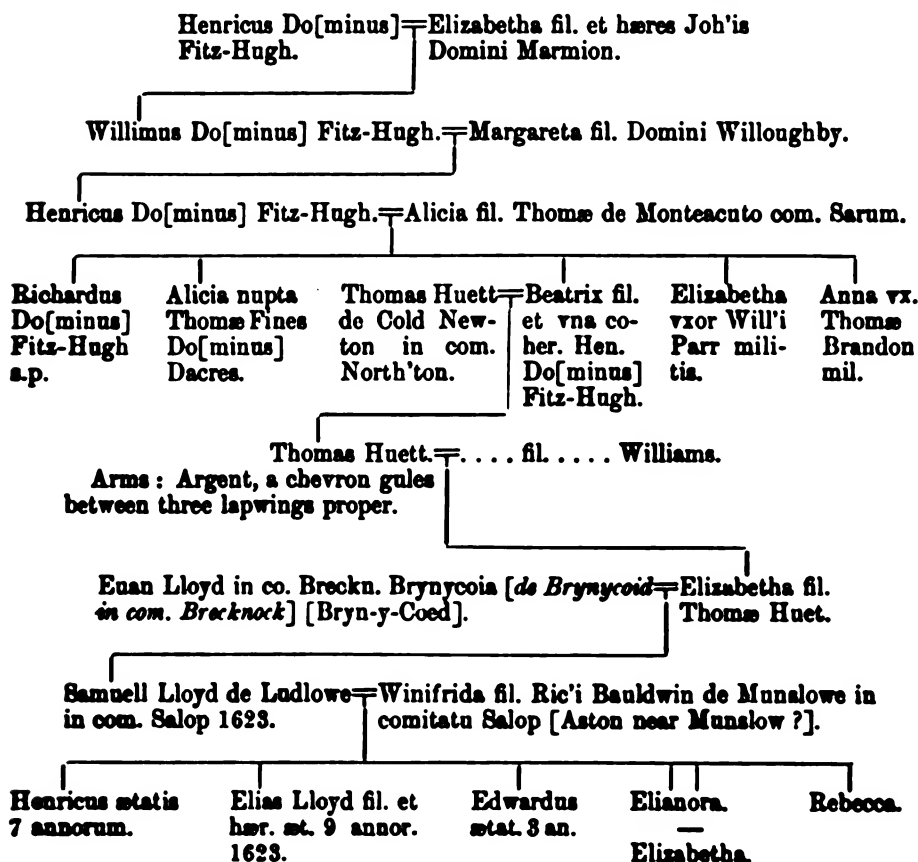 Henricus Do[minus] Elizabetha fil. et hæres Joh'is
Fitz-Hugh. Domini Marmion.
Willimus Do[minus] Fitz-Hugh. Margareta fil. Domini Willoughby.
Henricus Do[minus] Fitz-Hugh. Alicia fil. Thomæ de Monteacuto com. Sarum.
Richardus
Do[minus]
Fitz-Hugh
s.p.
Alicia nupta
Thomæ Fines
Do[minus]
Dacres.
Thomas Huett
de Cold New-
ton in com.
North'ton.
Beatrix fil.
et vna co-
her. Hen.
Do[minus]
Fitz-Hugh.
Elizabetha
vxor Will'i
Parr mili-
tis.
Anna vx.
Thomæ
Brandon
mil.
Thomas Huett. . . . . fil. . . . . Williams.
Arms : Argent, a chevron gules
between three lapwings proper.
Euan Lloyd in co. Breckn. Brynycoia [de Brynycoid
in com. Brecknock] [Bryn-y-Coed].
Elizabetha fil.
Thomæ Huet.
Samuell Lloyd de Ludlowe
in com. Salop 1623.
Winifrida fil. Ric'i Bauldwin de Munslowe in
comitatu Salop [Aston near Munslow ?].
Henricus ætatis
7 annorum.
Elias Lloyd fil. et
hær. æt. 9 annor.
1623.
Edwardus
ætat. 3 an.
Elianora.
—
Elizabetha.
Rebecca.